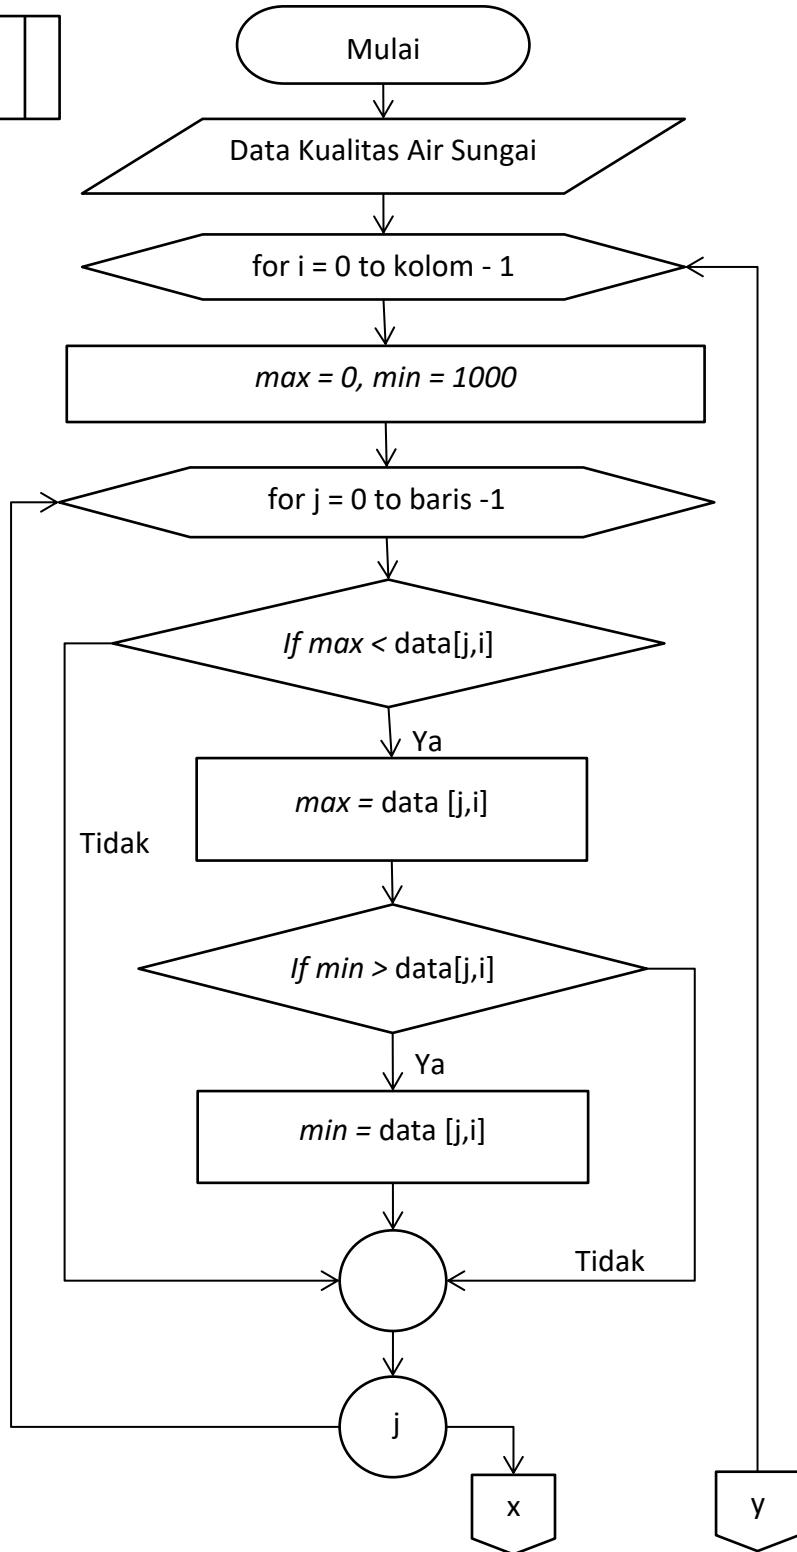 Mulai
Data Kualitas Air Sungai
for i = 0 to kolom - 1
max = 0, min = 1000
for j = 0 to baris -1
If max < data[j,i]
Ya
max = data [j,i]
Tidak
If min > data[j,i]
Ya
min = data [j,i]
Tidak
j
x
y